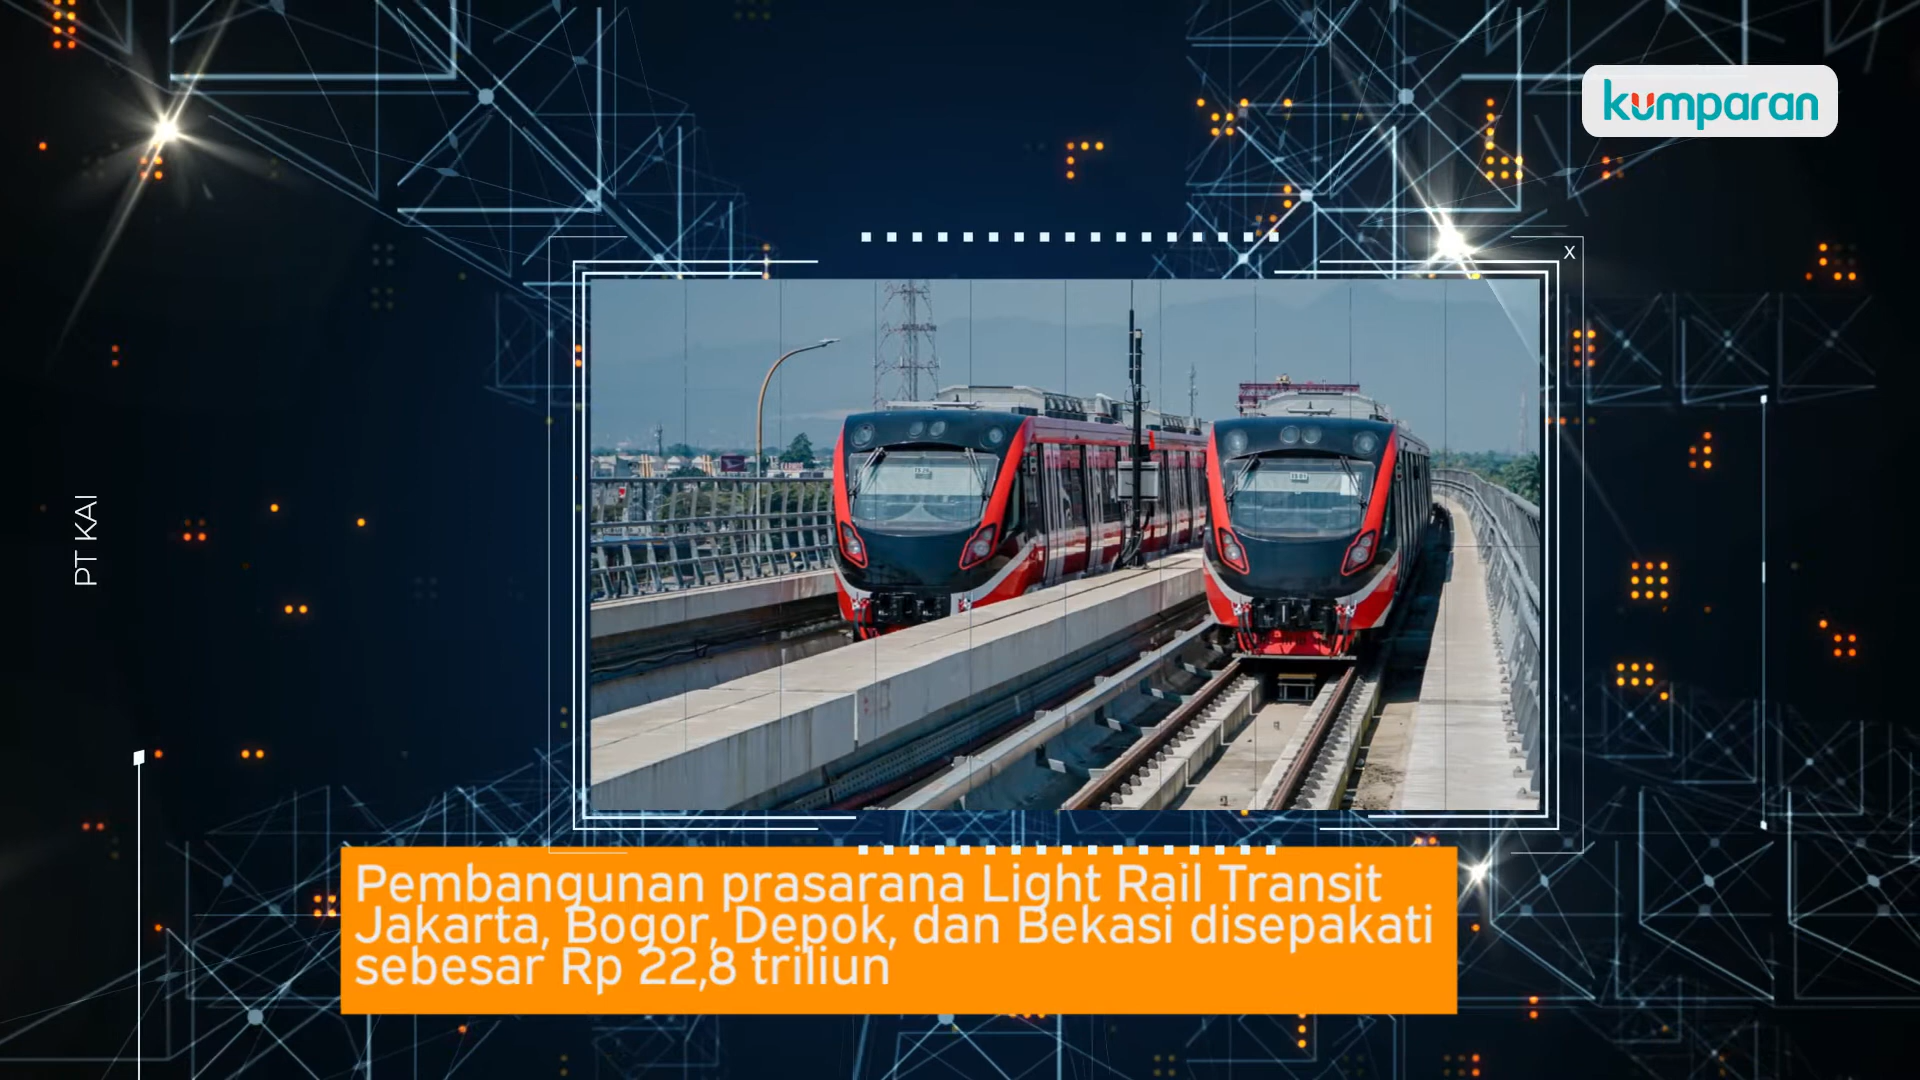 kumparan
X
PT KAI
Pembangunan prasarana Light Rail Transit
Jakarta, Bogor, Depok, dan Bekasi disepakati
sebesar Rp 22,8 triliun